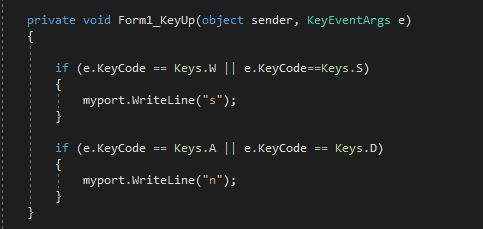 private void Form1_KeyUp(object sender, KeyEventArgs e)
{
if (e.KeyCode == Keys.W || e.KeyCode==Keys.S)
{
myport.WriteLine("s");
}
if (e.KeyCode == Keys.A || e.KeyCode == Keys.D)
{
myport.WriteLine("n");
}
}